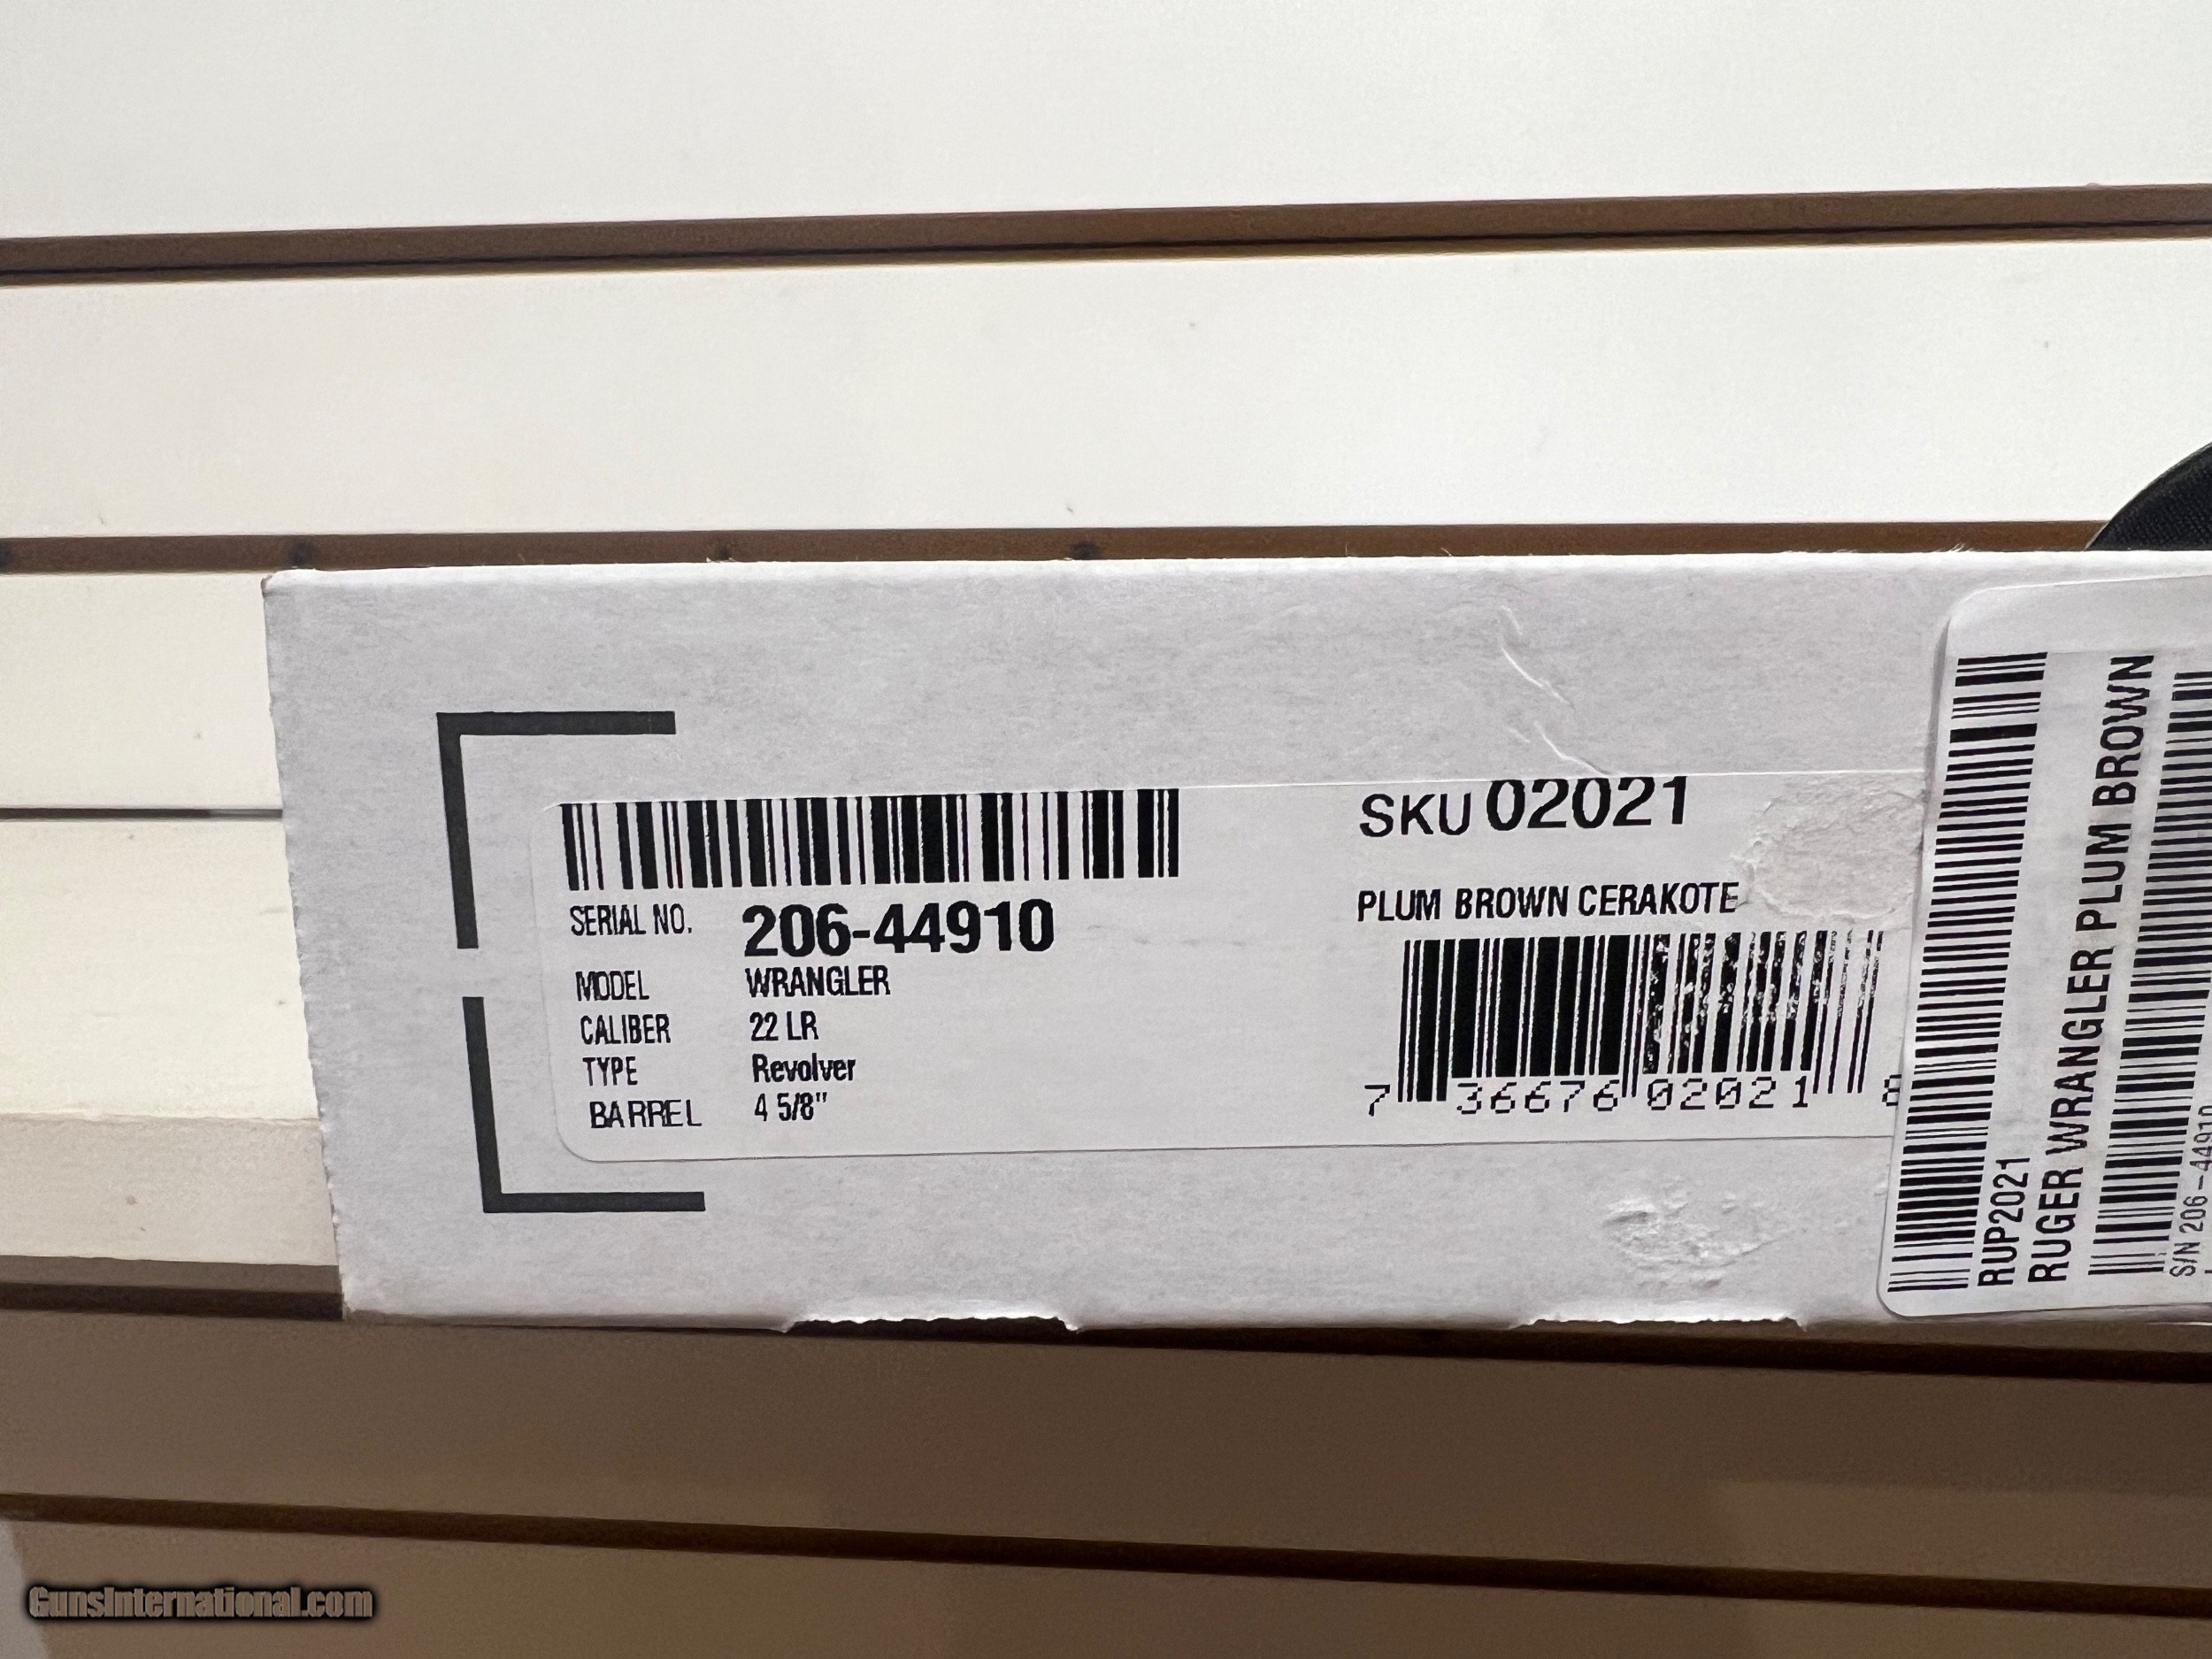 SERIAL NO. 206-44910
MODEL WRANGLER
CALIBER 22 LR
TYPE Revolver
BARREL 4 5/8"
SKU 02021
PLUM BROWN CERAKOTE
7 36676 02021 8
RUP2021
RUGER WRANGLER PLUM BROWN
S/N 206-44910
GunsInternational.com